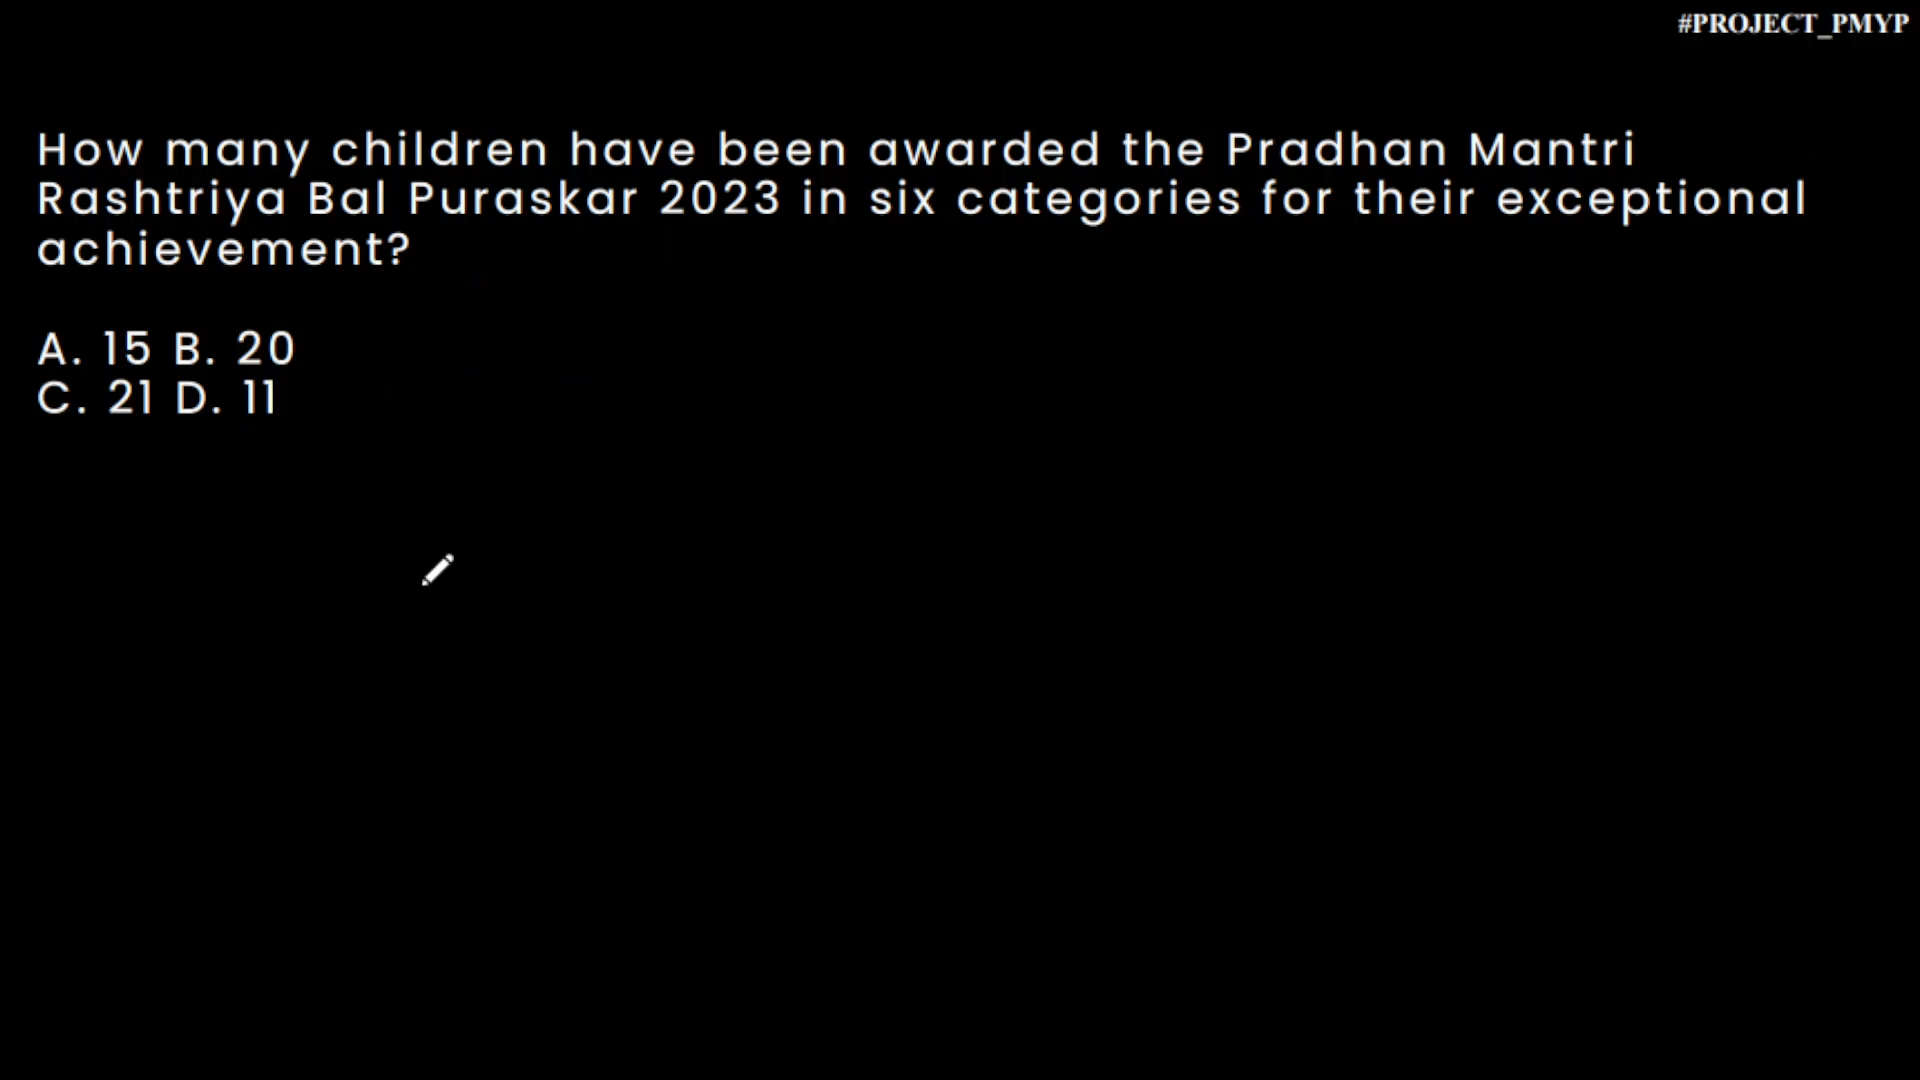 #PROJECT_PMYP
How many children have been awarded the Pradhan Mantri
Rashtriya Bal Puraskar 2023 in six categories for their exceptional
achievement?
A. 15 B. 20
C. 21 D. 11